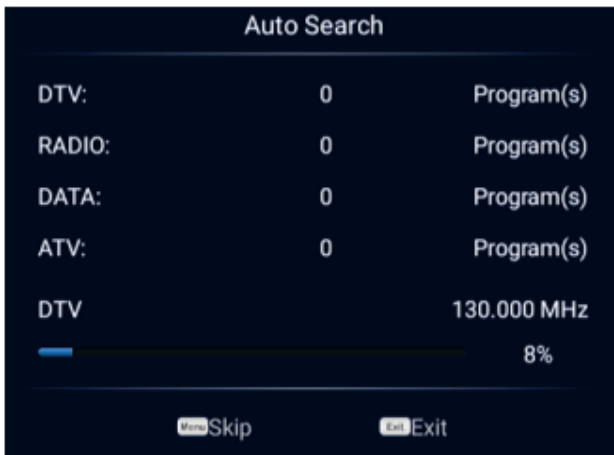 Auto Search
DTV: 0 Program(s)
RADIO: 0 Program(s)
DATA: 0 Program(s)
ATV: 0 Program(s)
DTV 130.000 MHz
8%
Menu Skip Exit Exit